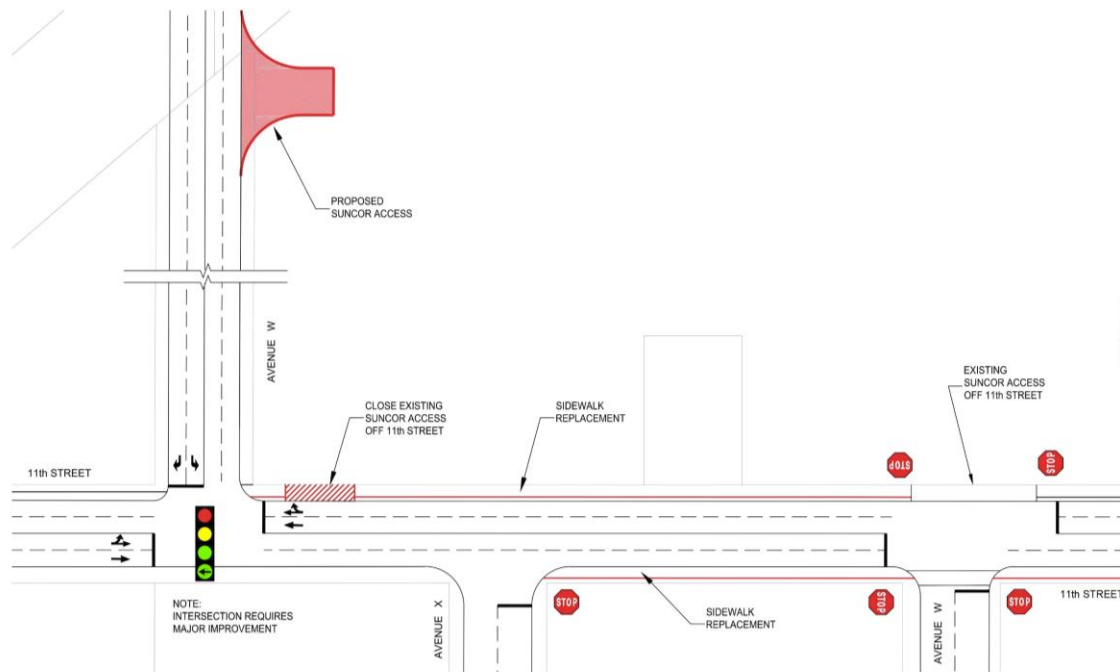 PROPOSED
SUNCOR ACCESS
AVENUE W
CLOSE EXISTING
SUNCOR ACCESS
OFF 11th STREET
SIDEWALK
REPLACEMENT
EXISTING
SUNCOR ACCESS
OFF 11th STREET
11th STREET
STOP
STOP
NOTE:
INTERSECTION REQUIRES
MAJOR IMPROVEMENT
AVENUE X
STOP
SIDEWALK
REPLACEMENT
STOP
AVENUE W
STOP
11th STREET